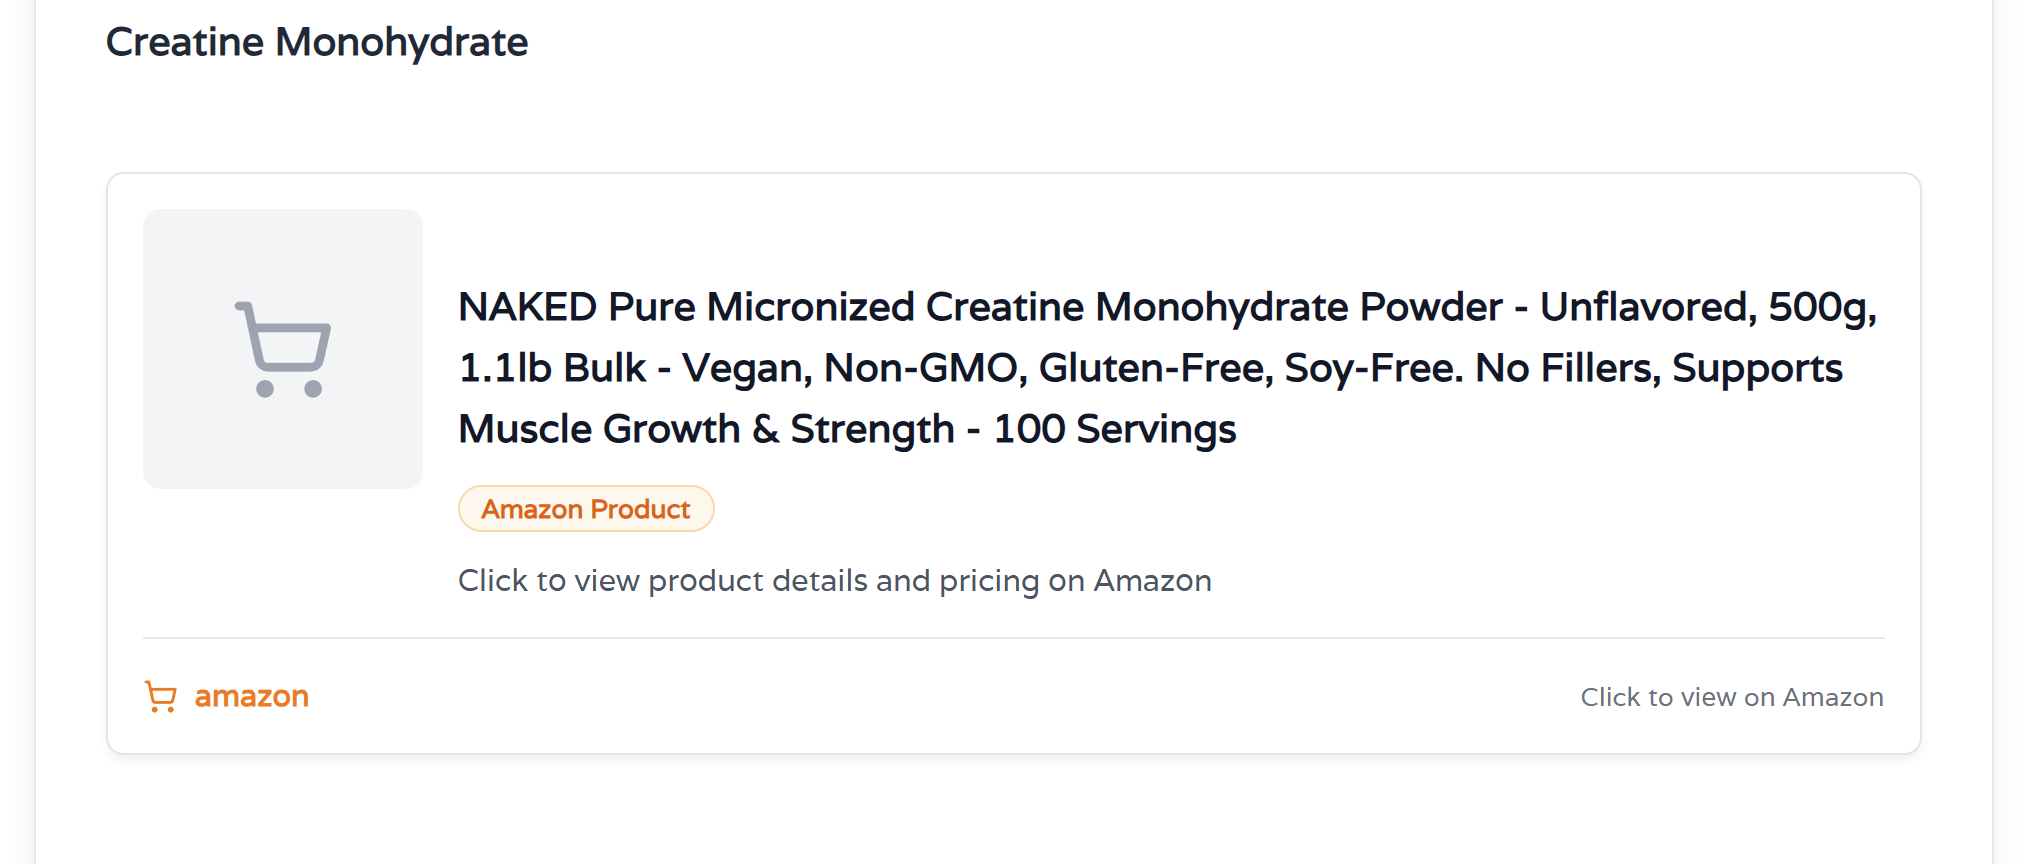 Creatine Monohydrate
NAKED Pure Micronized Creatine Monohydrate Powder - Unflavored, 500g,
1.1lb Bulk - Vegan, Non-GMO, Gluten-Free, Soy-Free. No Fillers, Supports
Muscle Growth & Strength - 100 Servings
Amazon Product
Click to view product details and pricing on Amazon
amazon
Click to view on Amazon